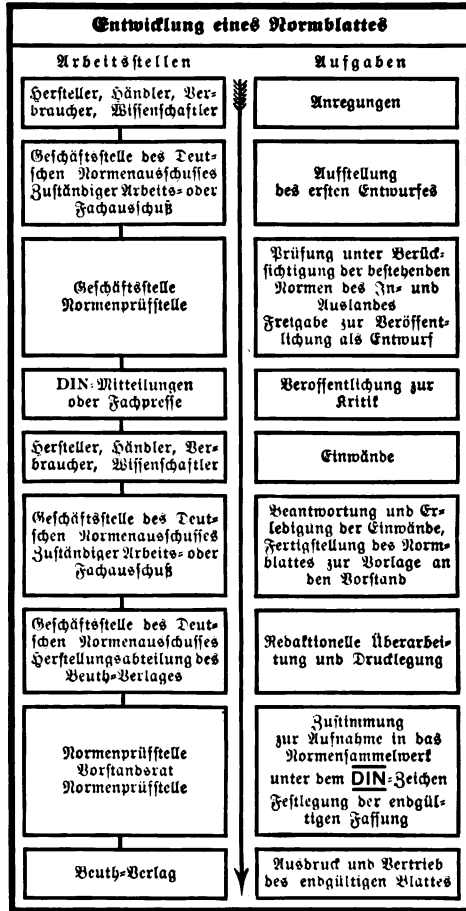 Entwicklung eines Normblattes
Arbeitsstellen
Hersteller, Händler, Ver-
braucher, Wissenschaftler
Geschäftsstelle des Deut-
schen Normenausschusses
Zuständiger Arbeits- oder
Fachausschuß
Geschäftsstelle
Normenprüfstelle
DIN-Mitteilungen
oder Fachpresse
Hersteller, Händler, Ver-
braucher, Wissenschaftler
Geschäftsstelle des Deut-
schen Normenausschusses
Zuständiger Arbeits- oder
Fachausschuß
Geschäftsstelle des Deut-
schen Normenausschusses
Herstellungsabteilung des
Beuth-Verlages
Normenprüfstelle
Vorstandsrat
Normenprüfstelle
Beuth-Verlag
Aufgaben
Anregungen
Aufstellung
des ersten Entwurfes
Prüfung unter Berück-
sichtigung der bestehenden
Normen des In- und
Auslandes
Freigabe zur Veröffent-
lichung als Entwurf
Veroffentlichung zur
Kritik
Einwände
Beantwortung und Er-
ledigung der Einwände,
Fertigstellung des Norm-
blattes zur Vorlage an
den Vorstand
Redaktionelle Überarbei-
tung und Drucklegung
Zustimmung
zur Aufnahme in das
Normensammelwerk
unter dem DIN-Zeichen
Festlegung der endgül-
tigen Fassung
Ausdruck und Vertrieb
des endgültigen Blattes